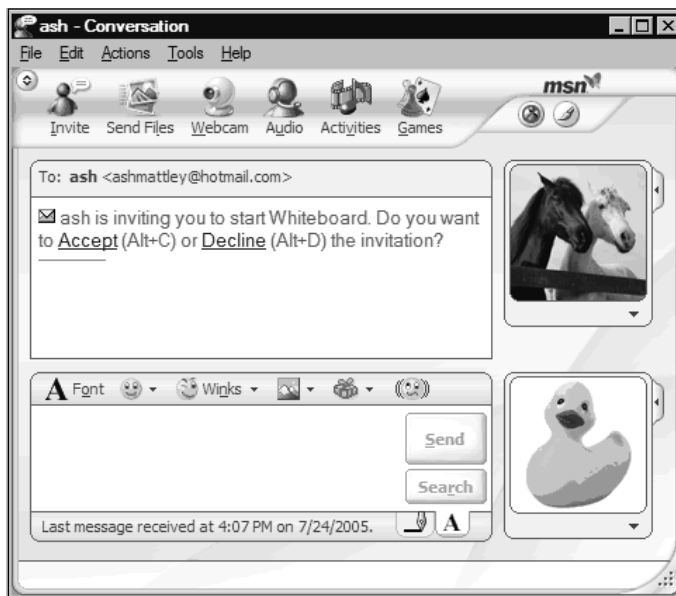 ash - Conversation
File Edit Actions Tools Help
msn
Invite Send Files Webcam Audio Activities Games
To: ash <ashmattley@hotmail.com>
ash is inviting you to start Whiteboard. Do you want
to Accept (Alt+C) or Decline (Alt+D) the invitation?
A Font Winks
Send
Search
Last message received at 4:07 PM on 7/24/2005. A